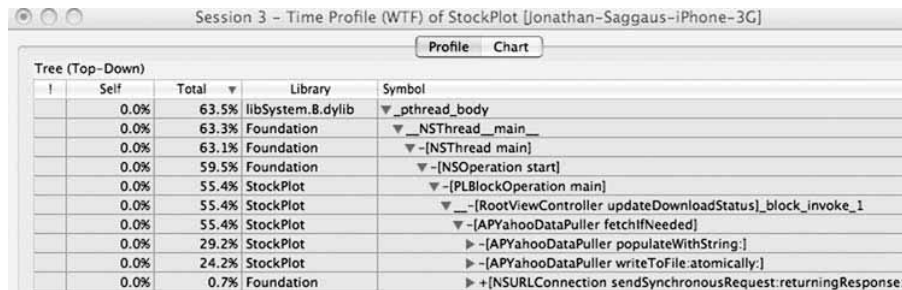 Session 3 – Time Profile (WTF) of StockPlot [Jonathan-Saggaus-iPhone-3G]
Profile Chart
Tree (Top-Down)
! Self Total ▼ Library Symbol
0.0% 63.5% libSystem.B.dylib ▼_pthread_body
0.0% 63.3% Foundation ▼__NSThread__main__
0.0% 63.1% Foundation ▼-[NSThread main]
0.0% 59.5% Foundation ▼-[NSOperation start]
0.0% 55.4% StockPlot ▼-[PLBlockOperation main]
0.0% 55.4% StockPlot ▼__-[RootViewController updateDownloadStatus]_block_invoke_1
0.0% 55.4% StockPlot ▼-[APYahooDataPuller fetchIfNeeded]
0.0% 29.2% StockPlot ▶-[APYahooDataPuller populateWithString:]
0.0% 24.2% StockPlot ▶-[APYahooDataPuller writeToFile:atomically:]
0.0% 0.7% Foundation ▶+[NSURLConnection sendSynchronousRequest:returningResponse